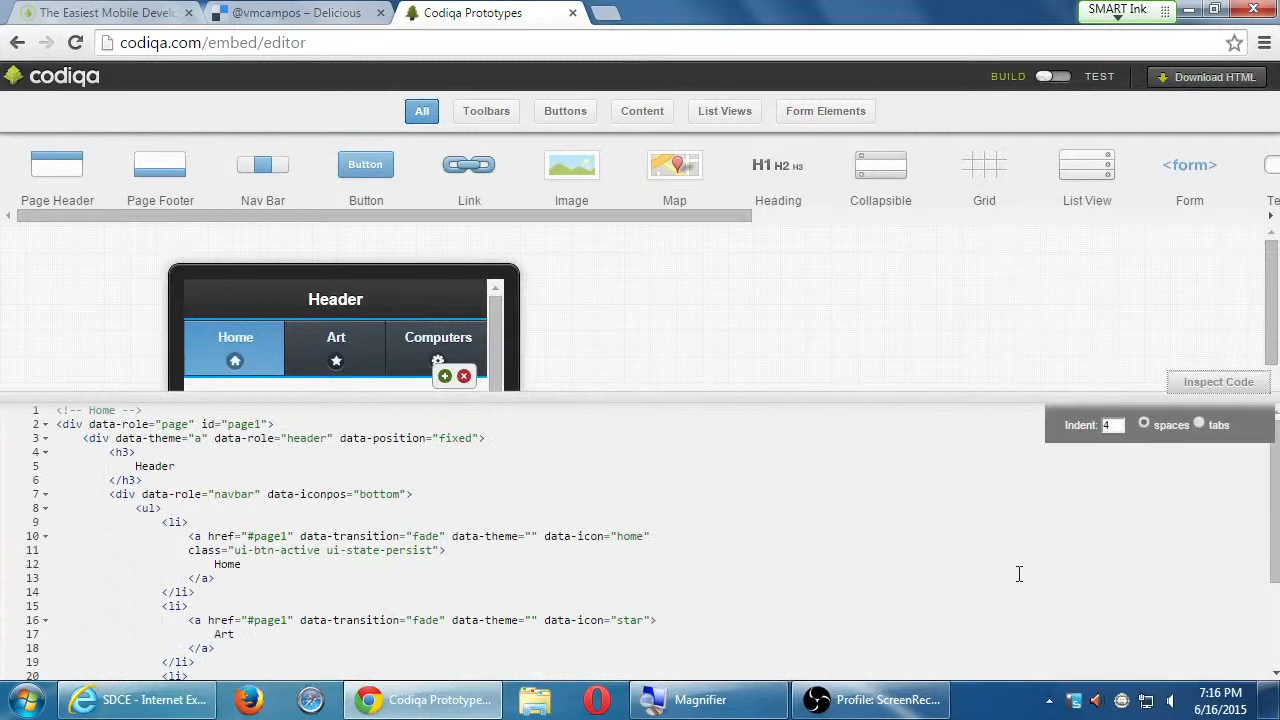 The Easiest Mobile Devel
@vmcampos – Delicious
Codiqa Prototypes
SMART Ink
codiqa.com/embed/editor
codiqa
BUILD
TEST
Download HTML
All
Toolbars
Buttons
Content
List Views
Form Elements
Button
H1 H2 H3
<form>
Page Header
Page Footer
Nav Bar
Button
Link
Image
Map
Heading
Collapsible
Grid
List View
Form
Te
Header
Home
Art
Computers
Inspect Code
Indent: 4 spaces tabs
1 <!-- Home -->
2 <div data-role="page" id="page1">
3 <div data-theme="a" data-role="header" data-position="fixed">
4 <h3>
5 Header
6 </h3>
7 <div data-role="navbar" data-iconpos="bottom">
8 <ul>
9 <li>
10 <a href="#page1" data-transition="fade" data-theme="" data-icon="home"
11 class="ui-btn-active ui-state-persist">
12 Home
13 </a>
14 </li>
15 <li>
16 <a href="#page1" data-transition="fade" data-theme="" data-icon="star">
17 Art
18 </a>
19 </li>
20 <li>
SDCE - Internet Ex...
Codiqa Prototype...
Magnifier
Profile: ScreenRec...
7:16 PM
6/16/2015